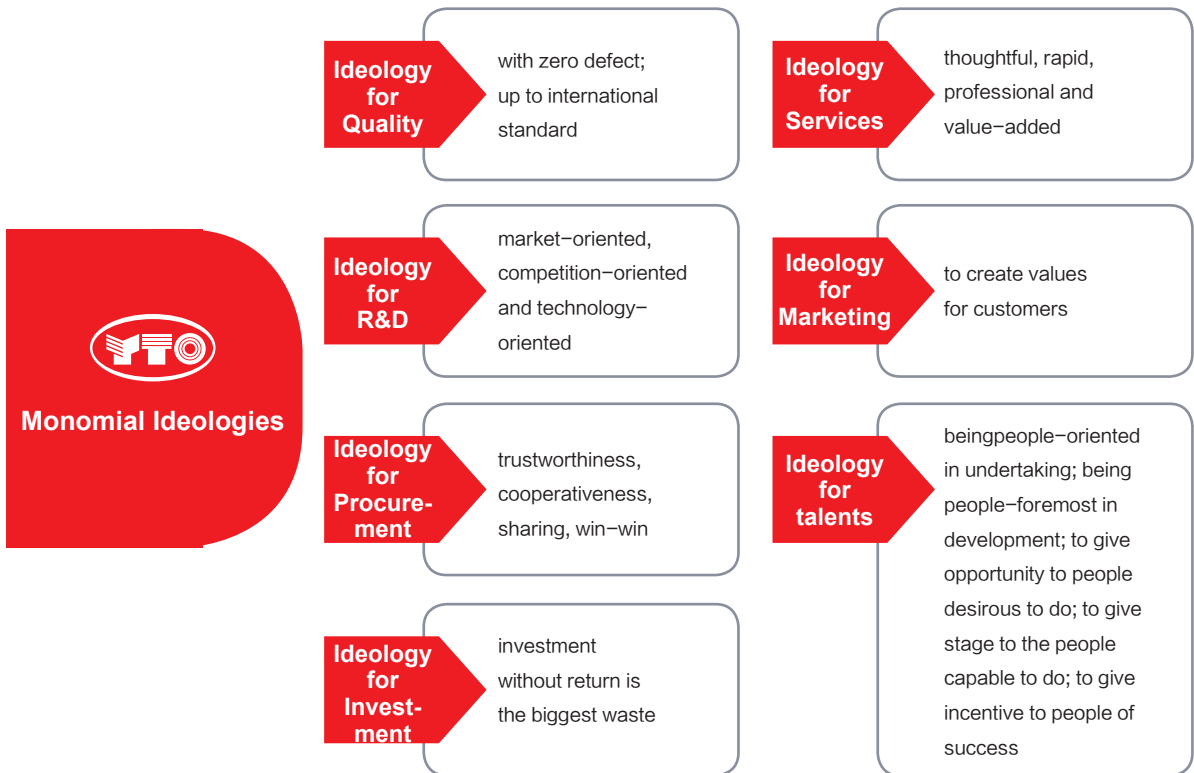 YTO
Monomial Ideologies
Ideology
for
Quality
with zero defect;
up to international
standard
Ideology
for
Services
thoughtful, rapid,
professional and
value-added
Ideology
for
R&D
market-oriented,
competition-oriented
and technology-
oriented
Ideology
for
Marketing
to create values
for customers
Ideology
for
Procure-
ment
trustworthiness,
cooperativeness,
sharing, win-win
Ideology
for
talents
beingpeople-oriented
in undertaking; being
people-foremost in
development; to give
opportunity to people
desirous to do; to give
stage to the people
capable to do; to give
incentive to people of
success
Ideology
for
Invest-
ment
investment
without return is
the biggest waste